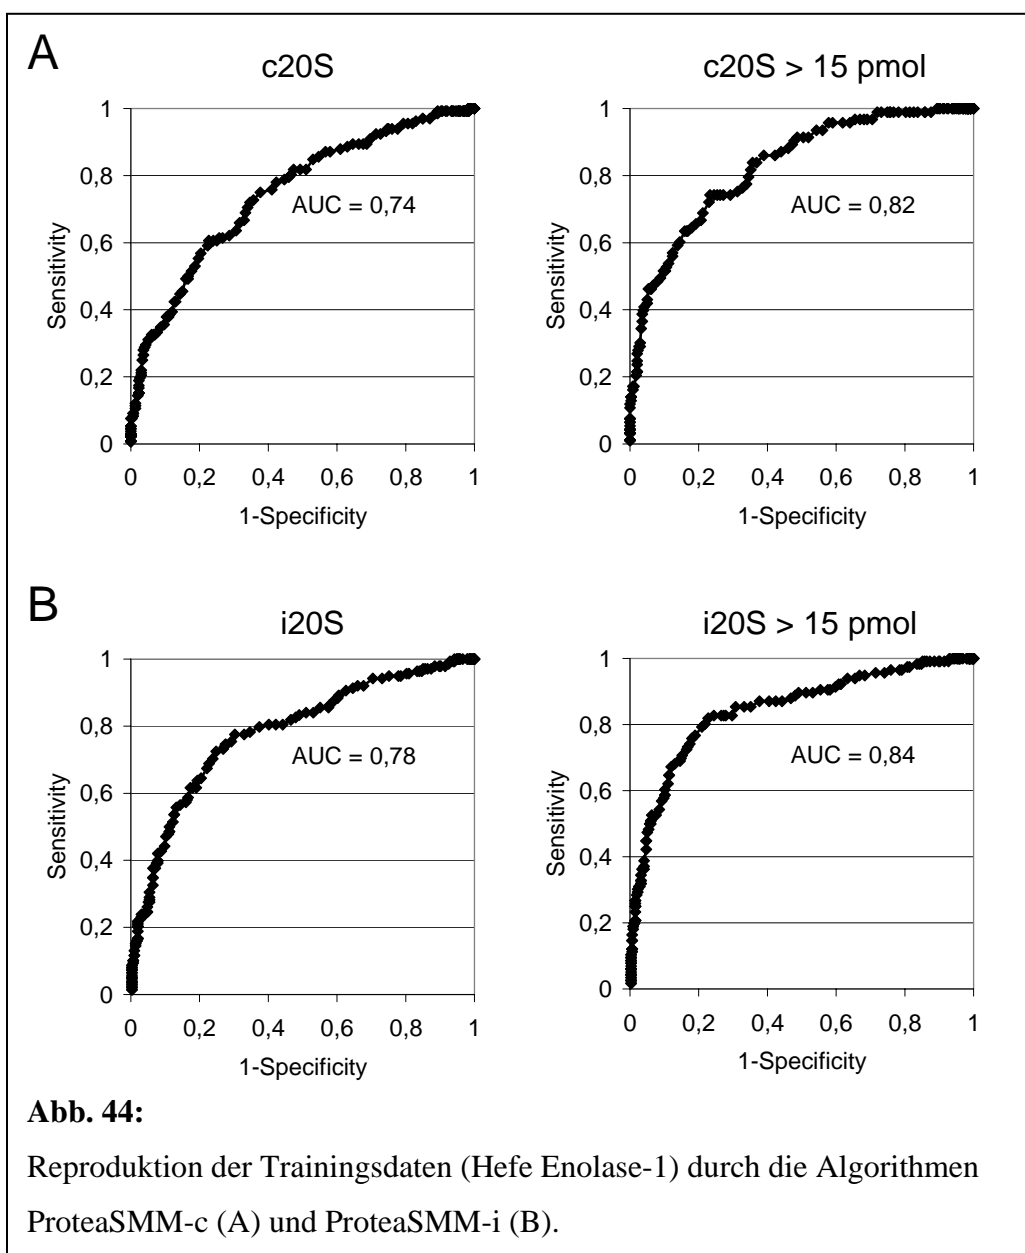 A
c20S
c20S > 15 pmol
1
0,8
0,6
0,4
0,2
0
Sensitivity
AUC = 0,74
0 0,2 0,4 0,6 0,8 1
1-Specificity
1
0,8
0,6
0,4
0,2
0
Sensitivity
AUC = 0,82
0 0,2 0,4 0,6 0,8 1
1-Specificity
B
i20S
i20S > 15 pmol
1
0,8
0,6
0,4
0,2
0
Sensitivity
AUC = 0,78
0 0,2 0,4 0,6 0,8 1
1-Specificity
1
0,8
0,6
0,4
0,2
0
Sensitivity
AUC = 0,84
0 0,2 0,4 0,6 0,8 1
1-Specificity
Abb. 44:
Reproduktion der Trainingsdaten (Hefe Enolase-1) durch die Algorithmen
ProteaSMM-c (A) und ProteaSMM-i (B).